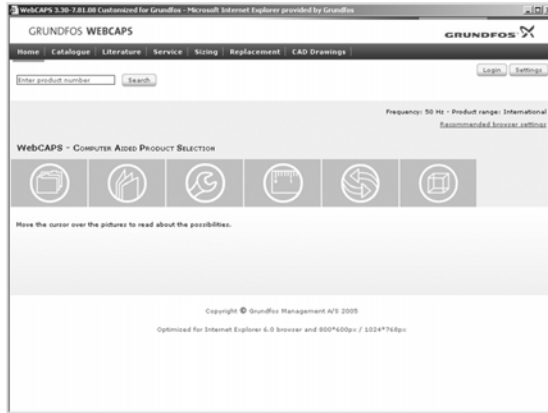 WebCAPS 3.30-7.01.00 Customized for Grundfos - Microsoft Internet Explorer provided by Grundfos
GRUNDFOS WEBCAPS
GRUNDFOS
Home Catalogue Literature Service Sizing Replacement CAD Drawings
Login Settings
Enter product number Search
Frequency: 50 Hz - Product range: International
Recommended browser settings
WebCAPS - Computer Aided Product Selection
Move the cursor over the pictures to read about the possibilities.
Copyright © Grundfos Management A/S 2005
Optimized for Internet Explorer 6.0 browser and 800*600px / 1024*768px